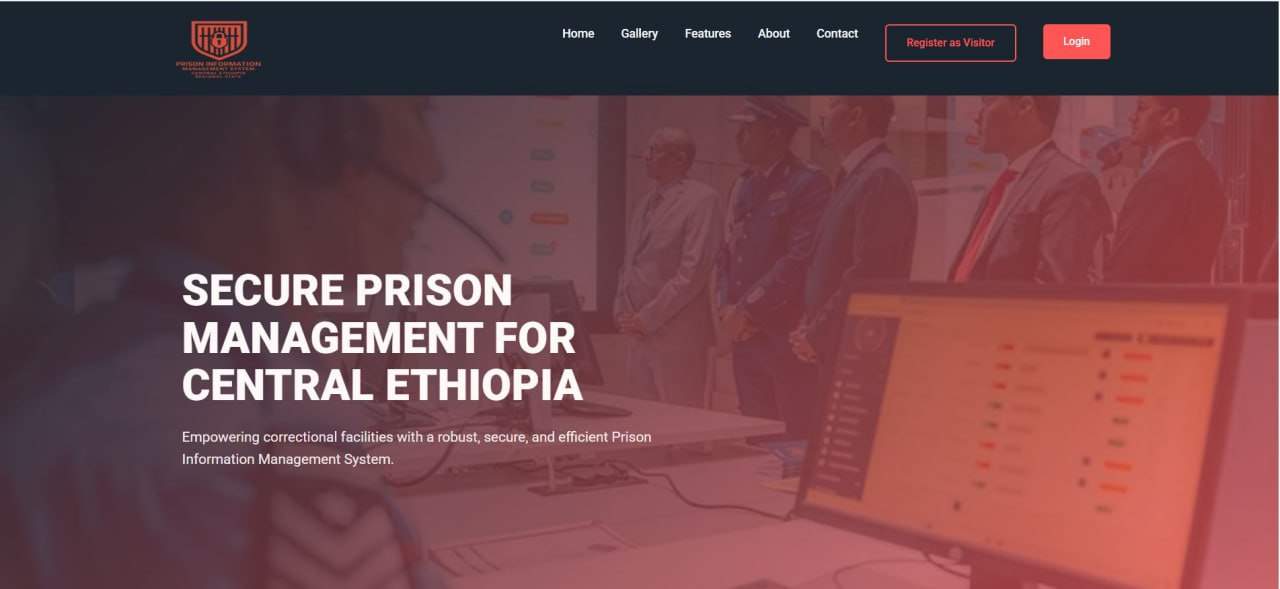 PRISON INFORMATION
MANAGEMENT SYSTEM
CENTRAL ETHIOPIA
REGIONAL STATE
Home Gallery Features About Contact Register as Visitor Login
SECURE PRISON
MANAGEMENT FOR
CENTRAL ETHIOPIA
Empowering correctional facilities with a robust, secure, and efficient Prison
Information Management System.